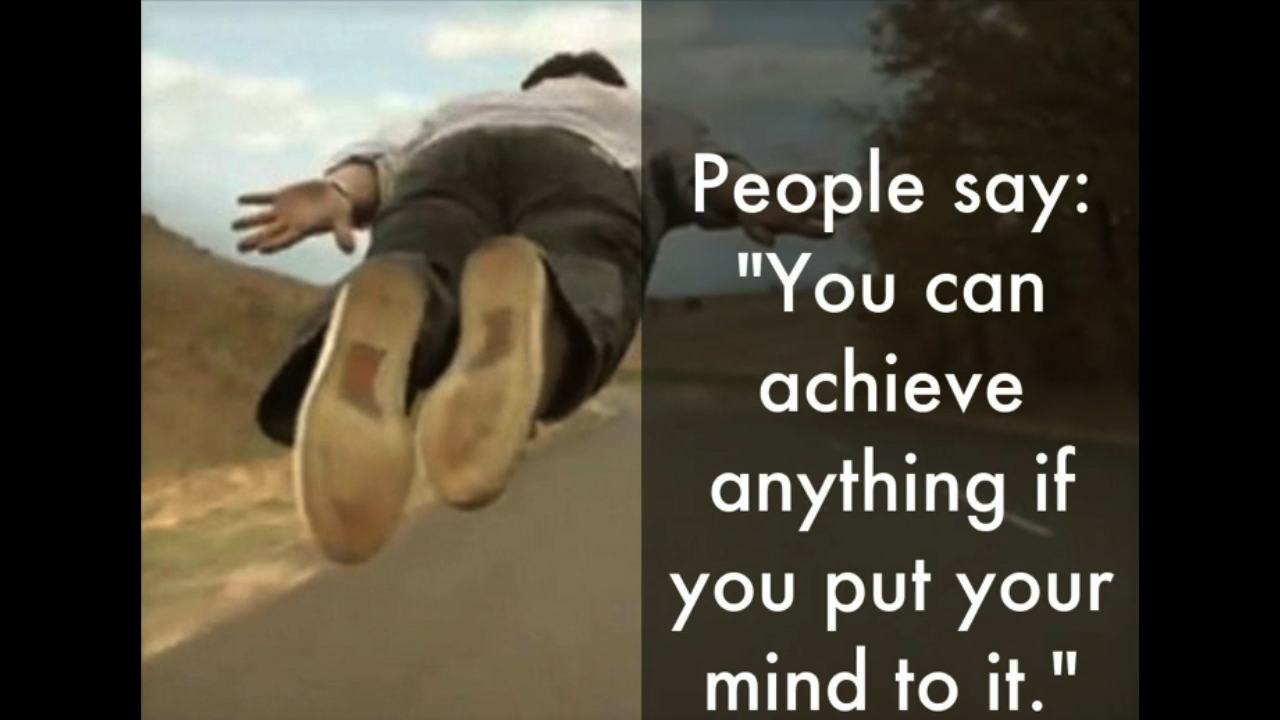 People say:
"You can
achieve
anything if
you put your
mind to it."